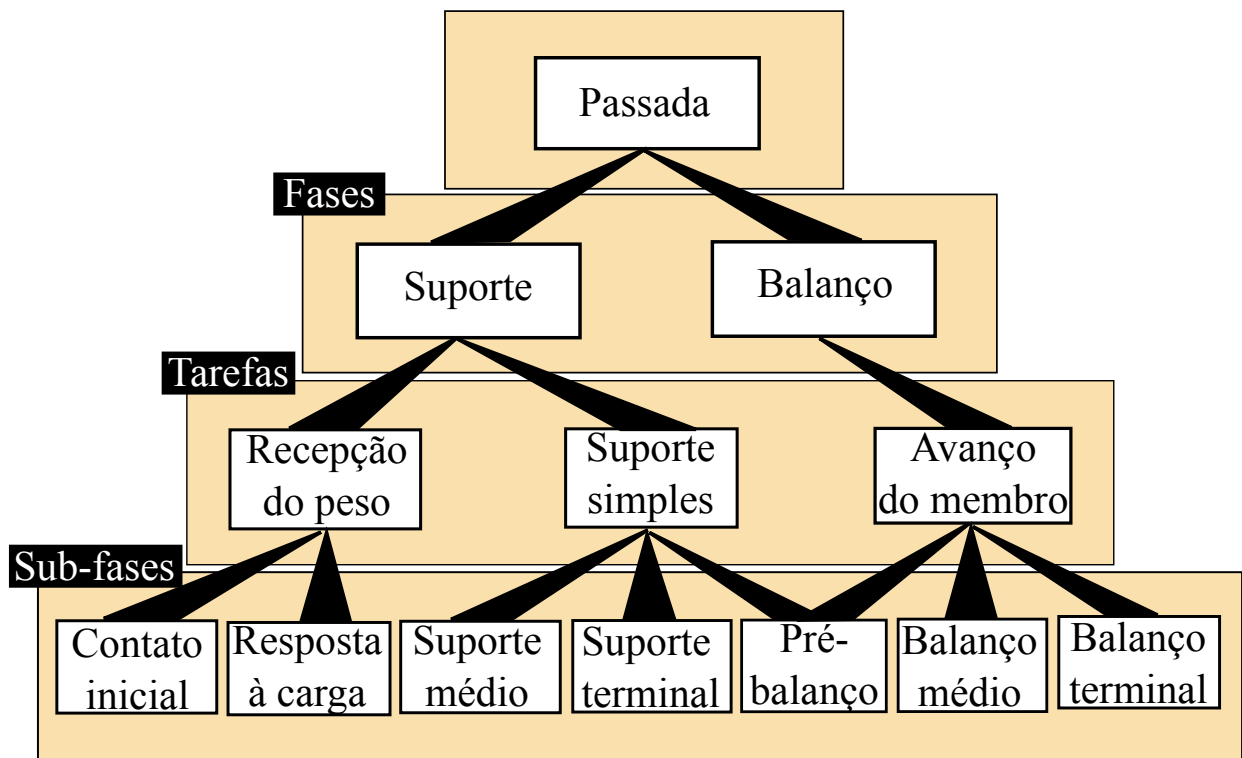 Passada
Fases
Suporte
Balanço
Tarefas
Recepção
do peso
Suporte
simples
Avanço
do membro
Sub-fases
Contato
inicial
Resposta
à carga
Suporte
médio
Suporte
terminal
Pré-
balanço
Balanço
médio
Balanço
terminal